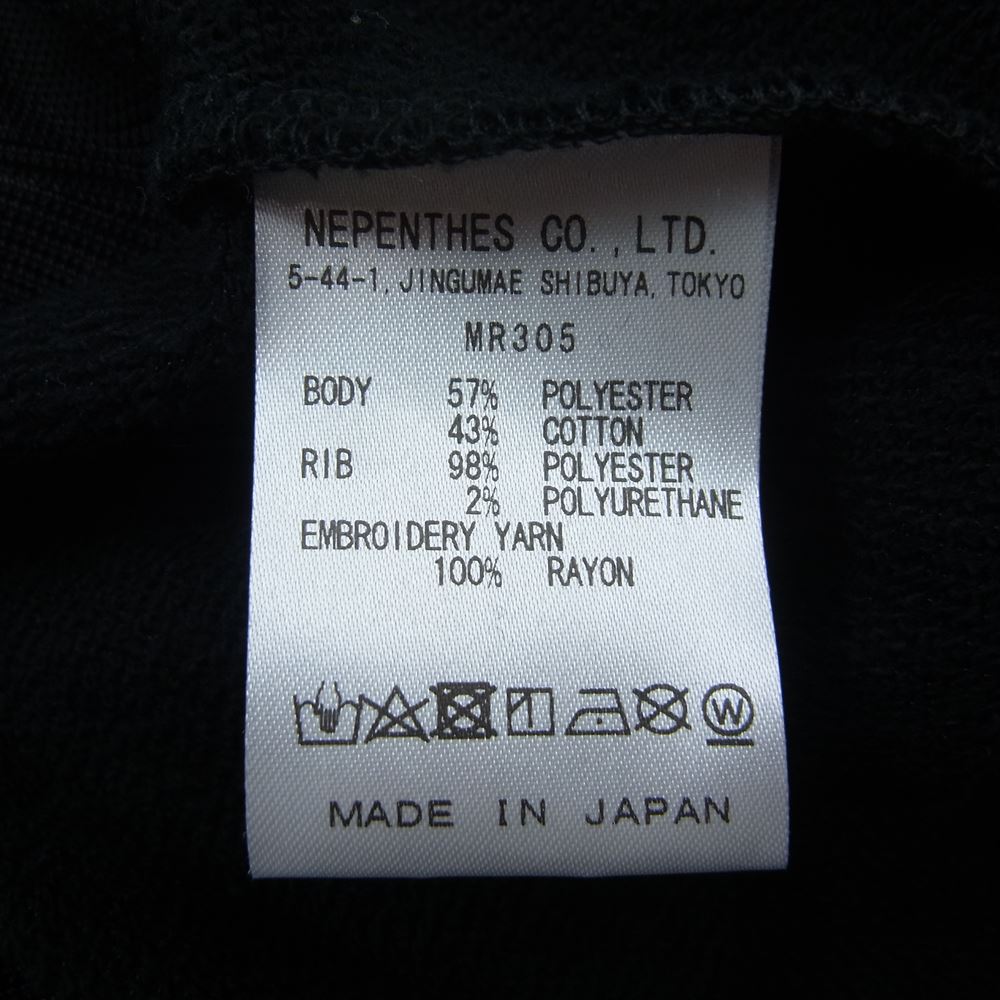 NEPENTHES CO.,LTD.
5-44-1, JINGUMAE SHIBUYA, TOKYO
MR305
BODY 57% POLYESTER
43% COTTON
RIB 98% POLYESTER
2% POLYURETHANE
EMBROIDERY YARN
100% RAYON
W
MADE IN JAPAN